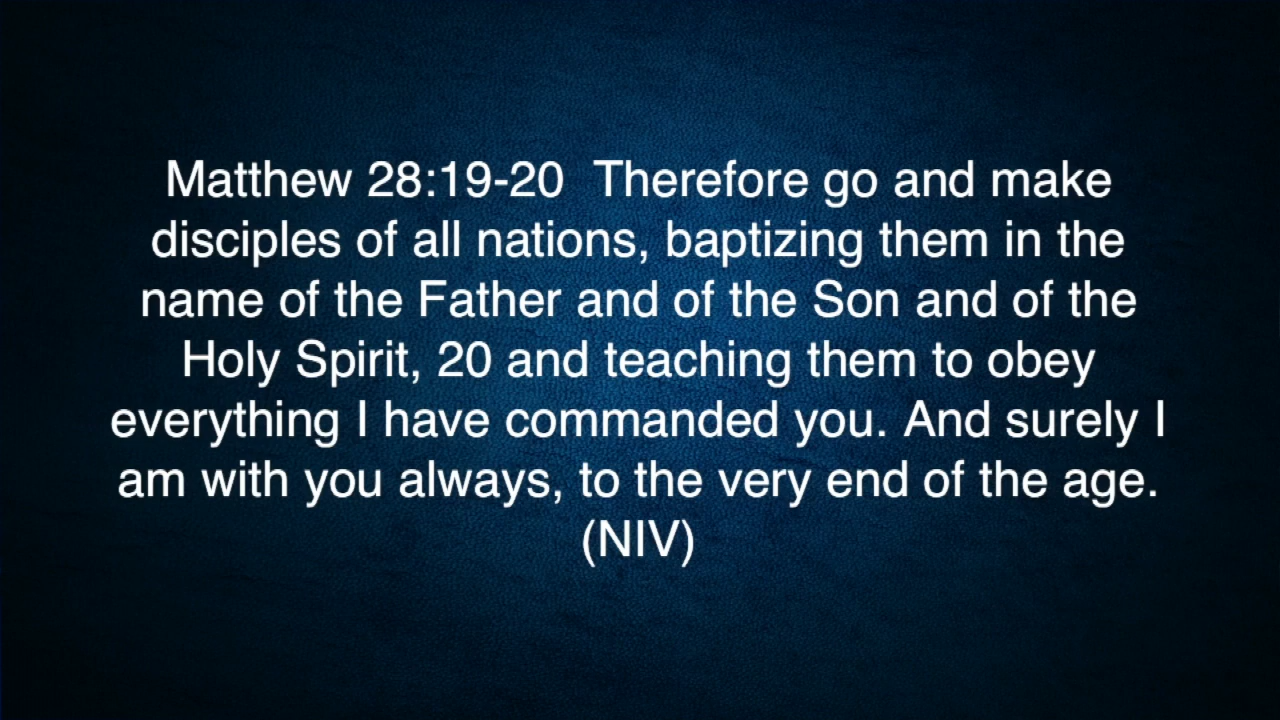 Matthew 28:19-20  Therefore go and make
disciples of all nations, baptizing them in the
name of the Father and of the Son and of the
Holy Spirit, 20 and teaching them to obey
everything I have commanded you. And surely I
am with you always, to the very end of the age.
(NIV)